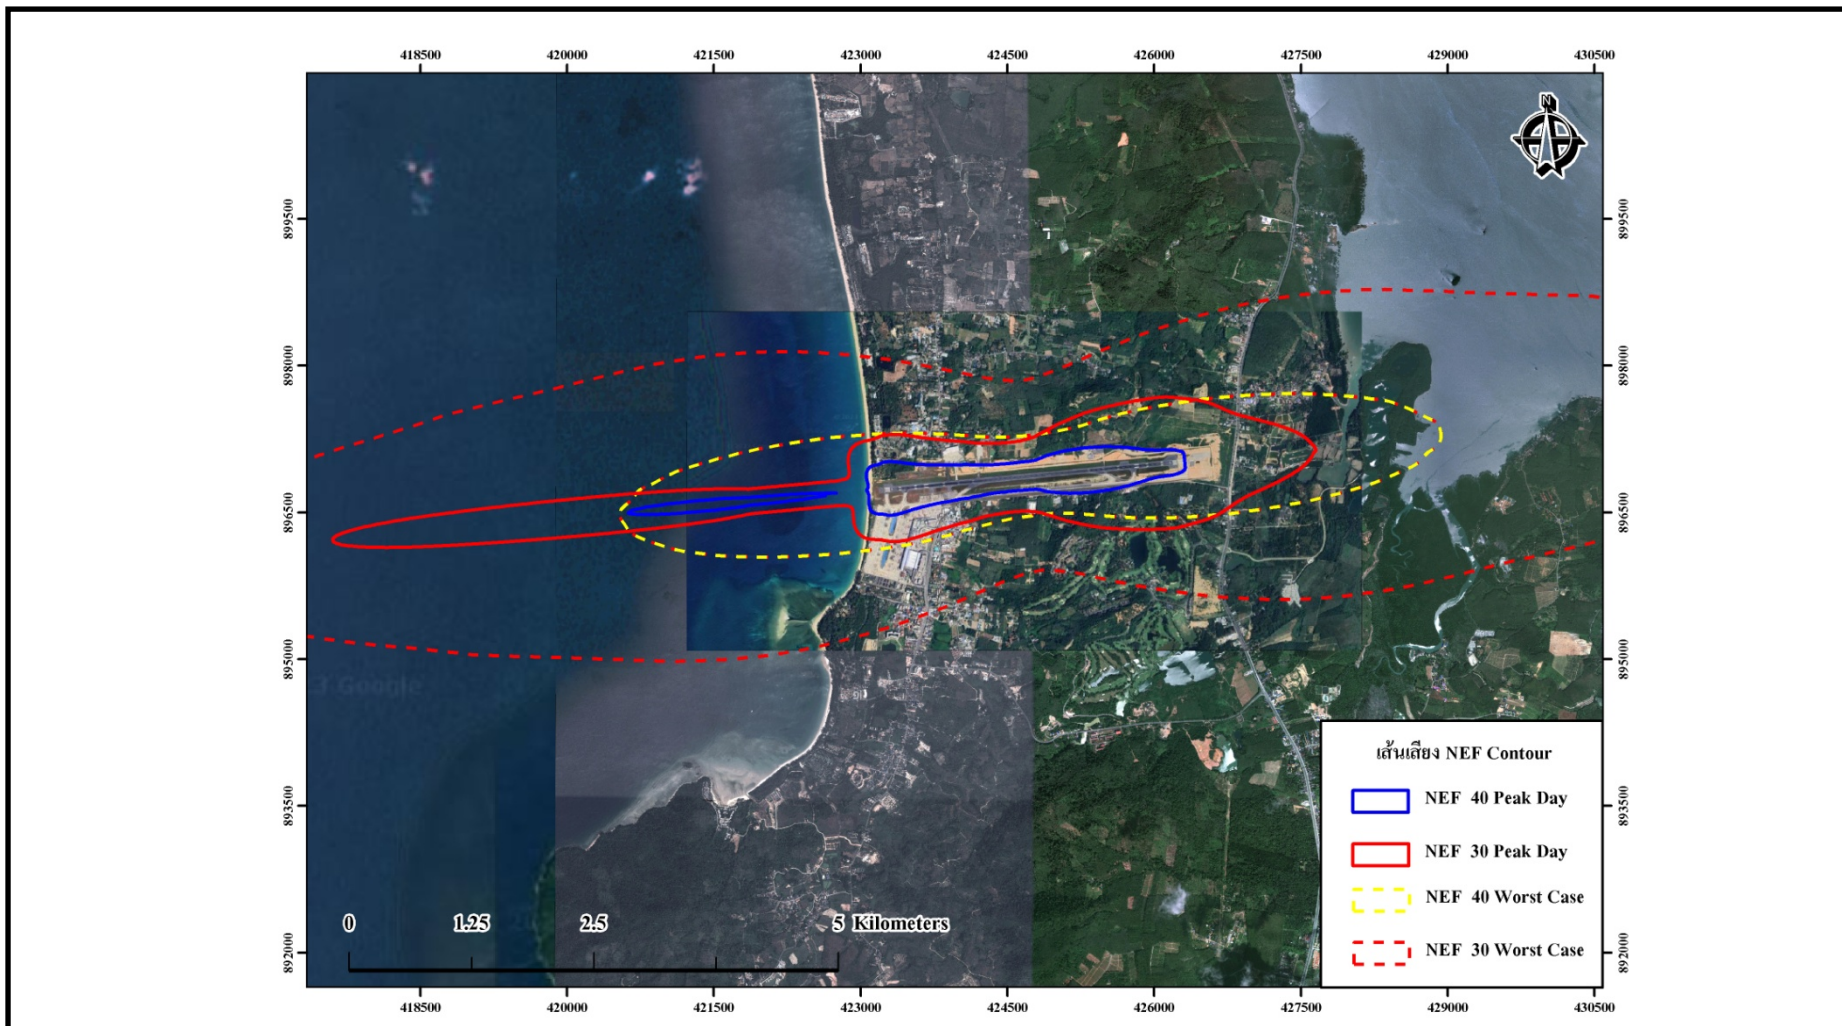 418500 420000 421500 423000 424500 426000 427500 429000 430500
N
899500 899500
898000 898000
896500 896500
895000 895000
3 Google
เส้นเสียง NEF Contour
NEF 40 Peak Day
893500 893500
NEF 30 Peak Day
NEF 40 Worst Case
0 1.25 2.5 5 Kilometers
NEF 30 Worst Case
892000 892000
418500 420000 421500 423000 424500 426000 427500 429000 430500